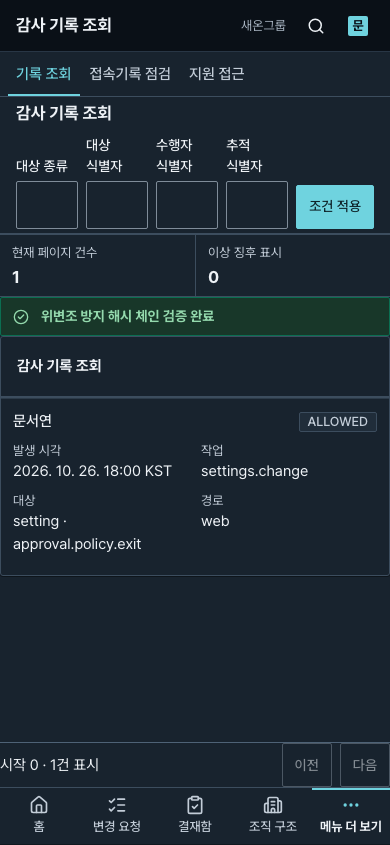 감사 기록 조회
새온그룹
문
기록 조회
접속기록 점검
지원 접근
감사 기록 조회
대상 종류
대상
식별자
수행자
식별자
추적
식별자
조건 적용
현재 페이지 건수
1
이상 징후 표시
0
위변조 방지 해시 체인 검증 완료
감사 기록 조회
문서연
ALLOWED
발생 시각
2026. 10. 26. 18:00 KST
작업
settings.change
대상
setting ·
approval.policy.exit
경로
web
시작 0 · 1건 표시
이전
다음
홈
변경 요청
결재함
조직 구조
메뉴 더 보기